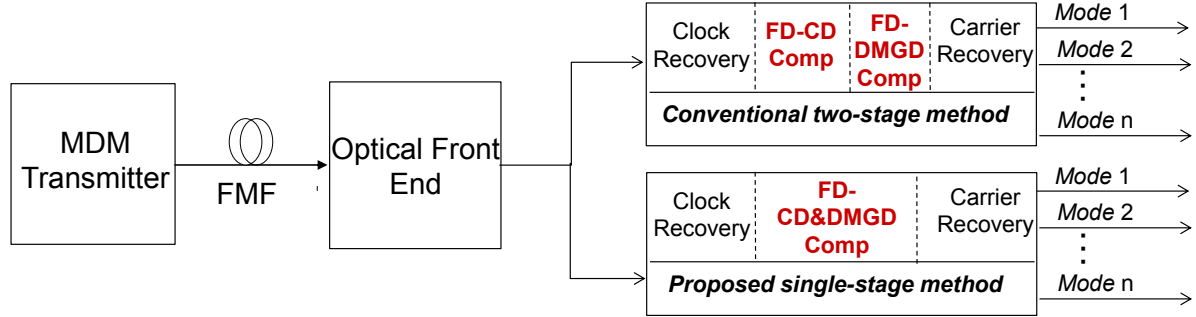 MDM
Transmitter
FMF
Optical Front
End
Clock
Recovery
FD-CD
Comp
FD-
DMGD
Comp
Carrier
Recovery
Conventional two-stage method
Mode 1
Mode 2
Mode n
Clock
Recovery
FD-
CD&DMGD
Comp
Carrier
Recovery
Proposed single-stage method
Mode 1
Mode 2
Mode n